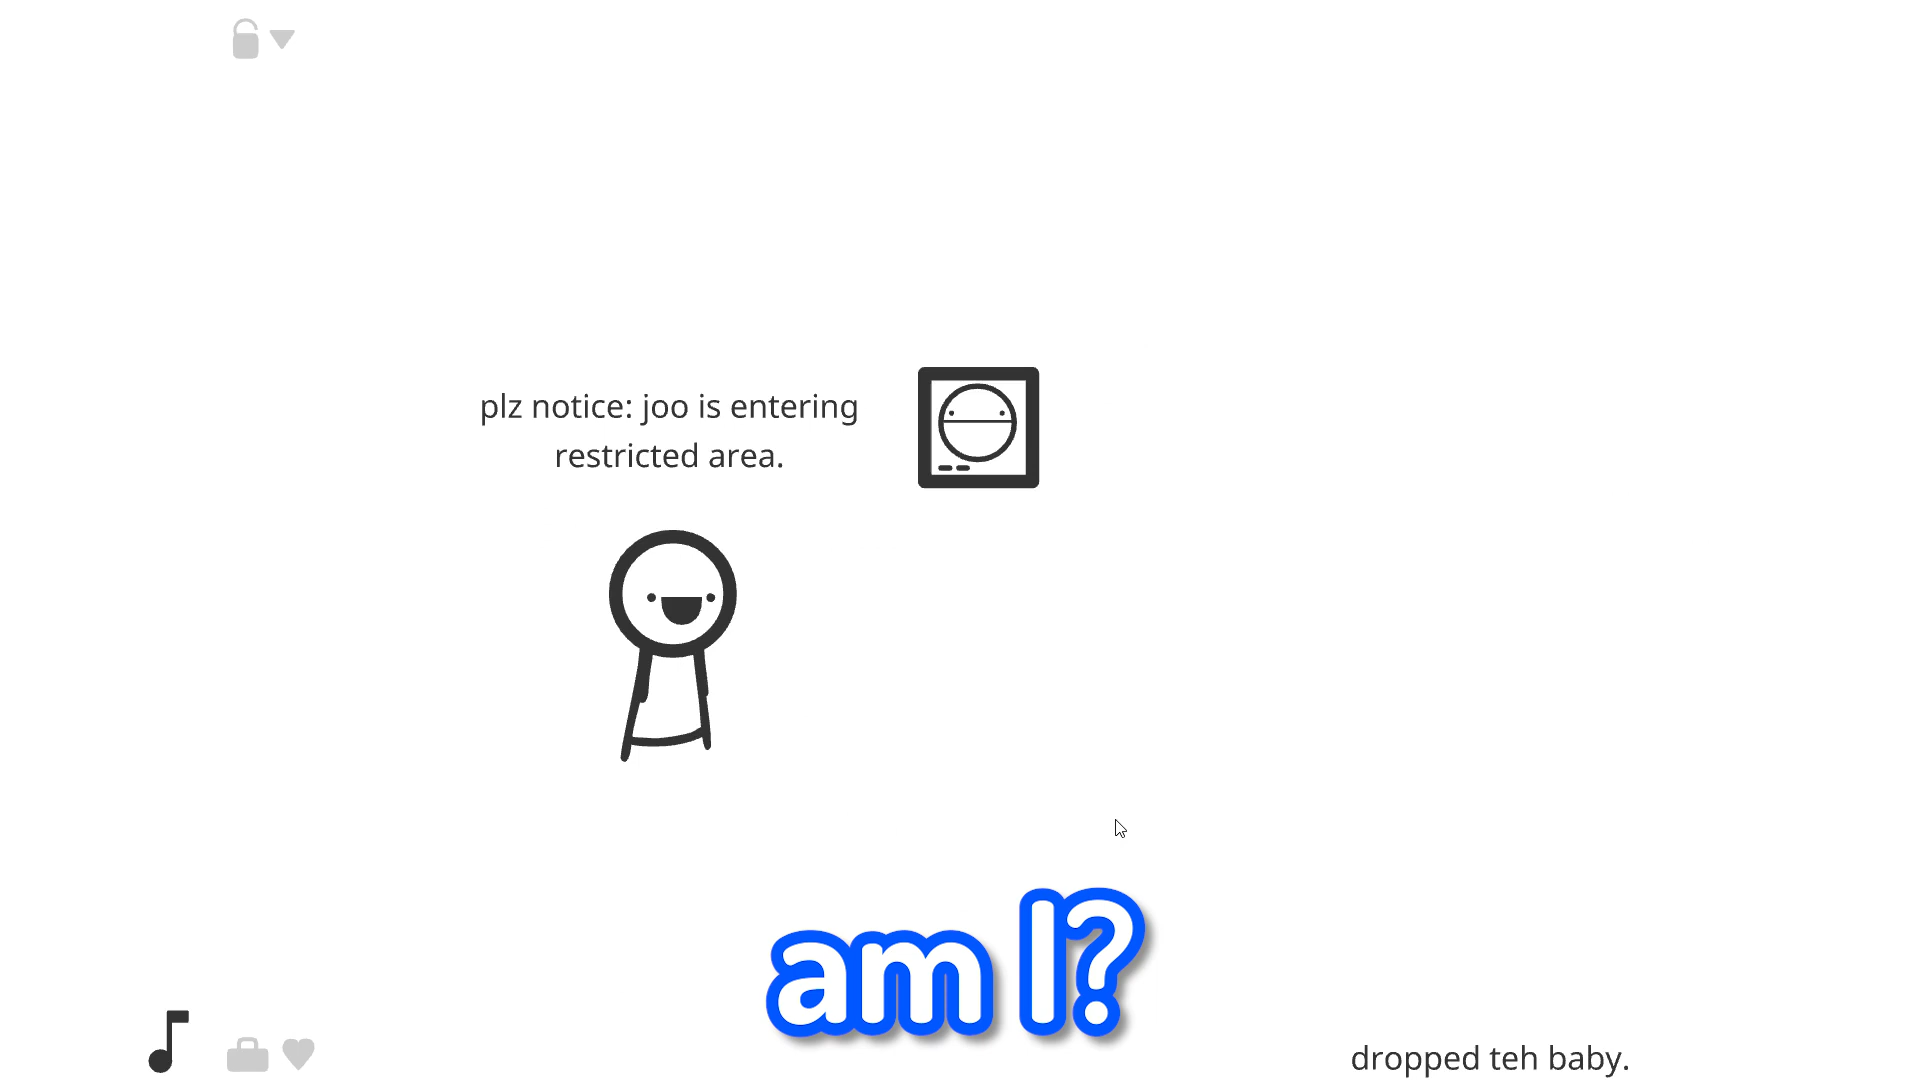 plz notice: joo is entering
restricted area.
am I?
dropped teh baby.